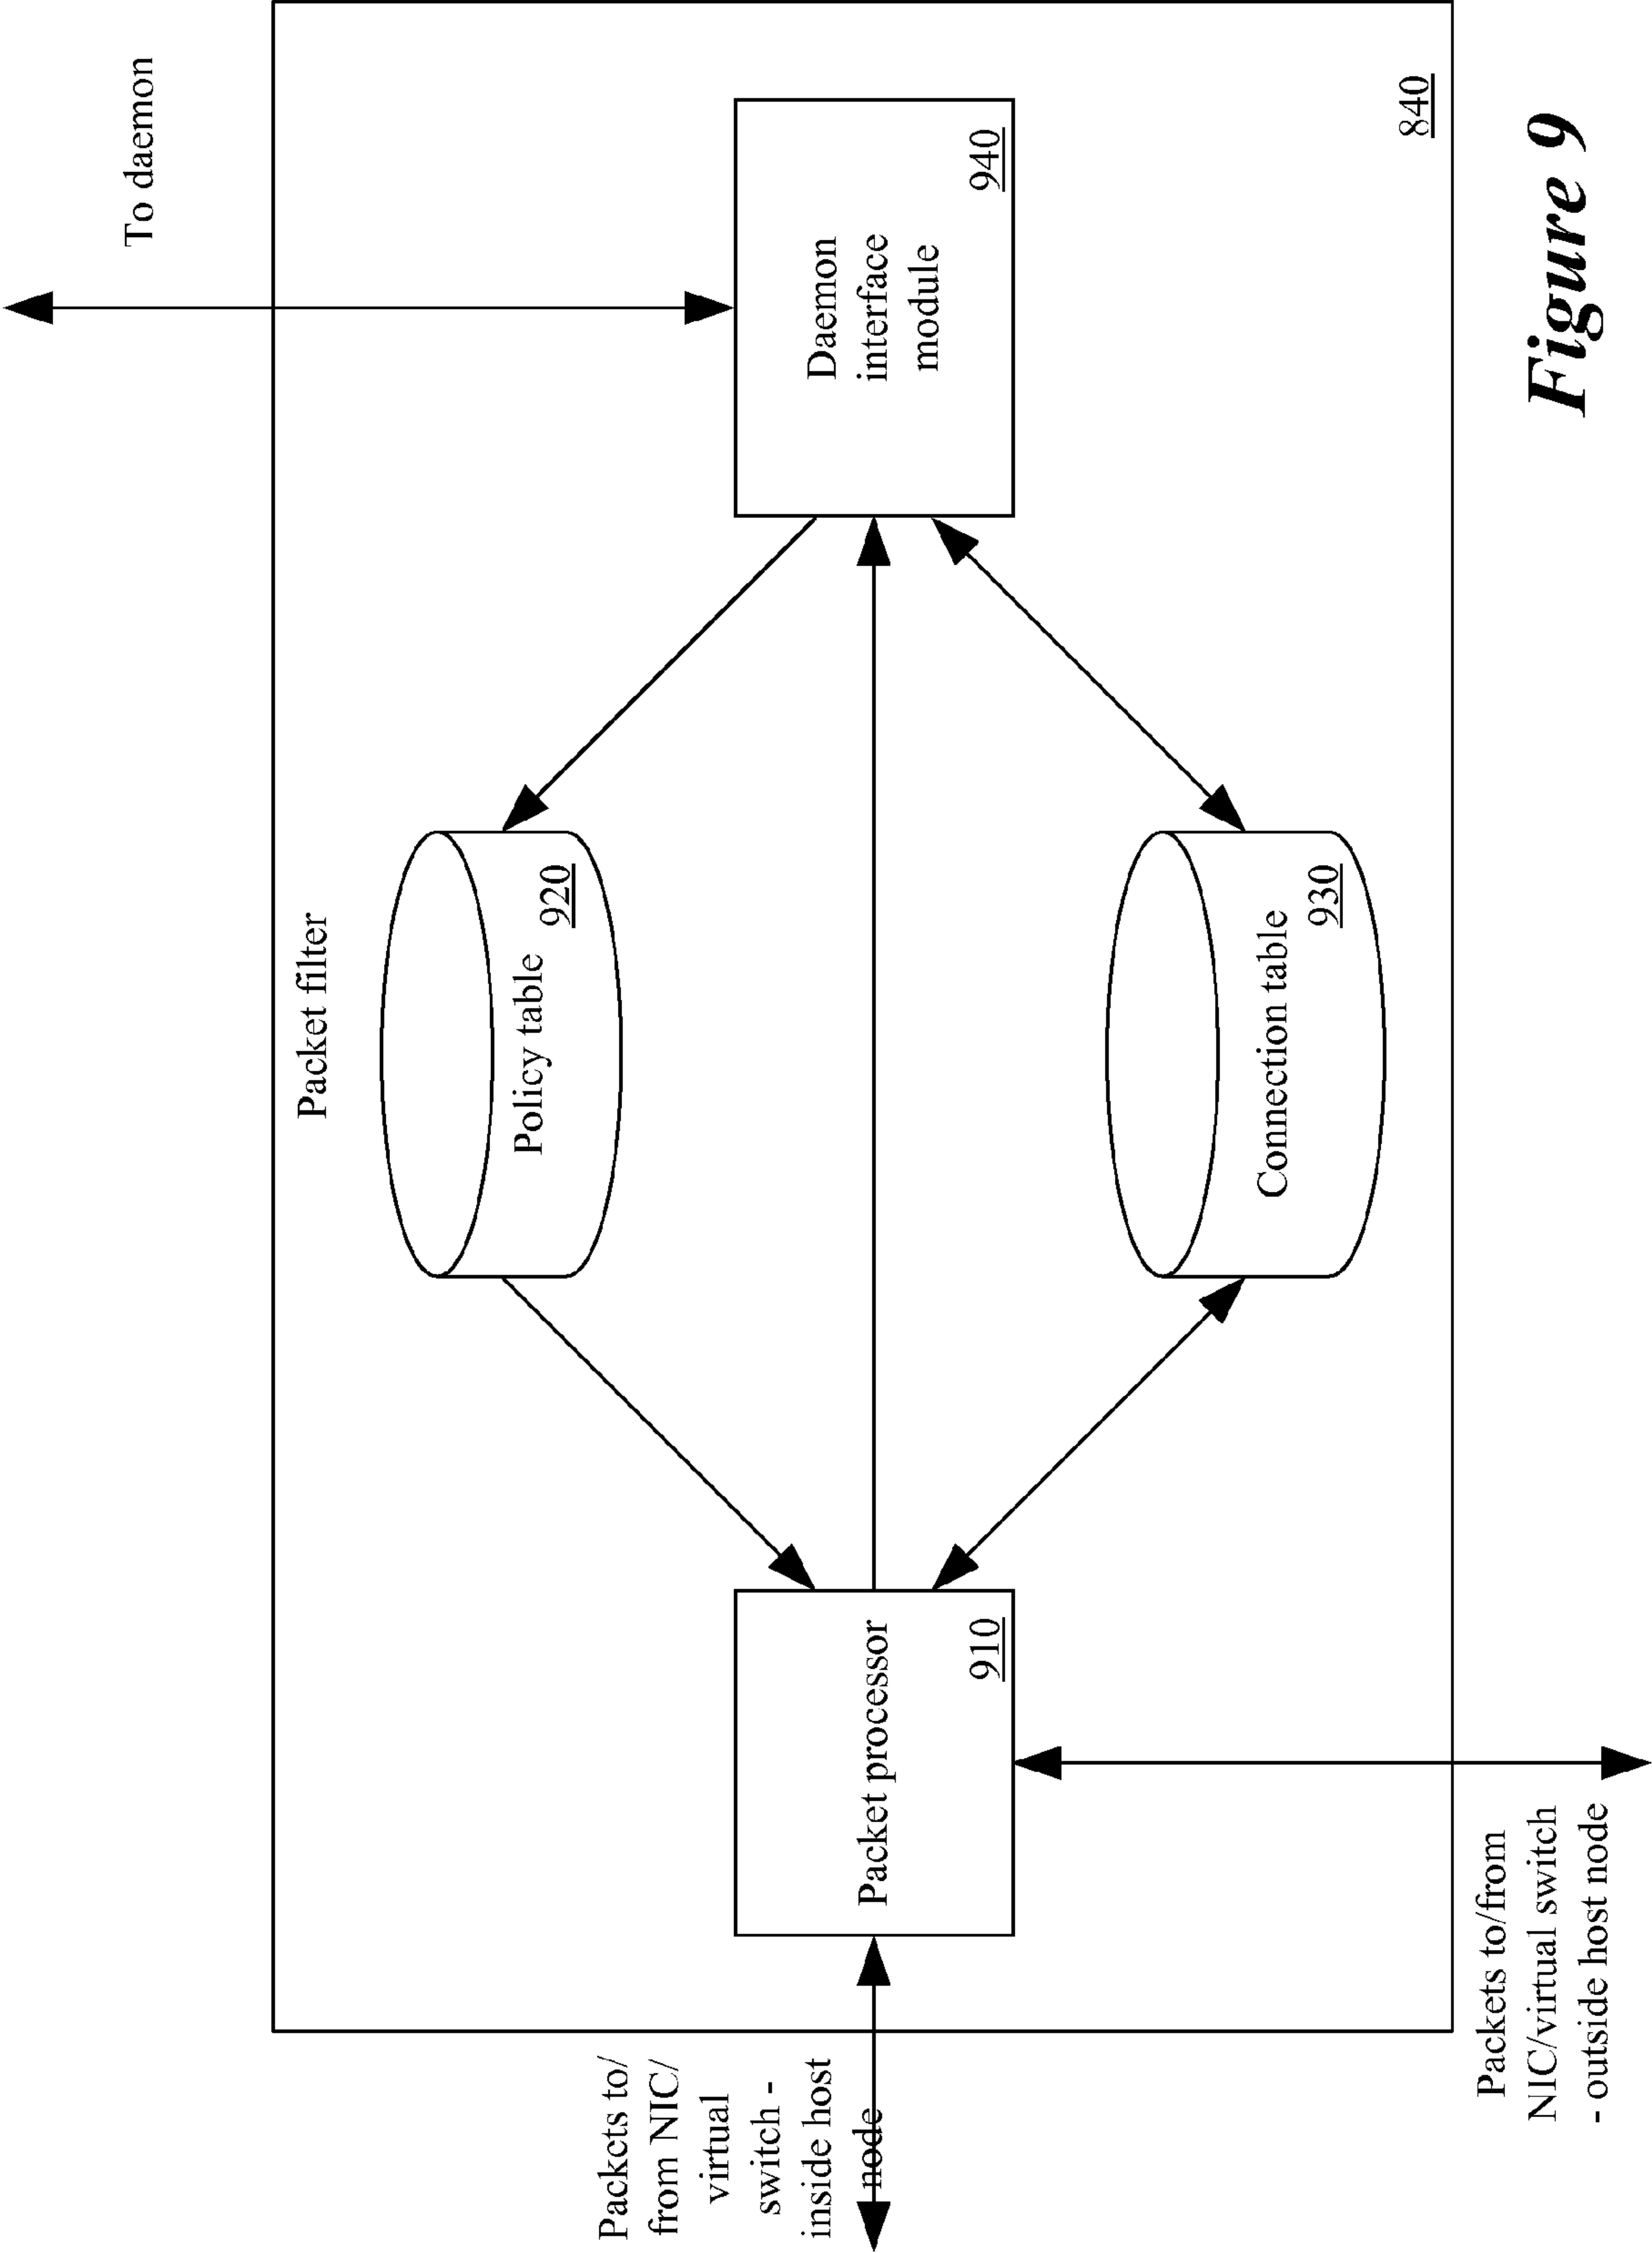 To daemon
Packet filter
Policy table
920
Daemon
interface
module
940
Packets to/
from NIC/
virtual
switch -
inside host
node
Packet processor
910
Connection table
930
840
Packets to/from
NIC/virtual switch
- outside host node
Figure 9